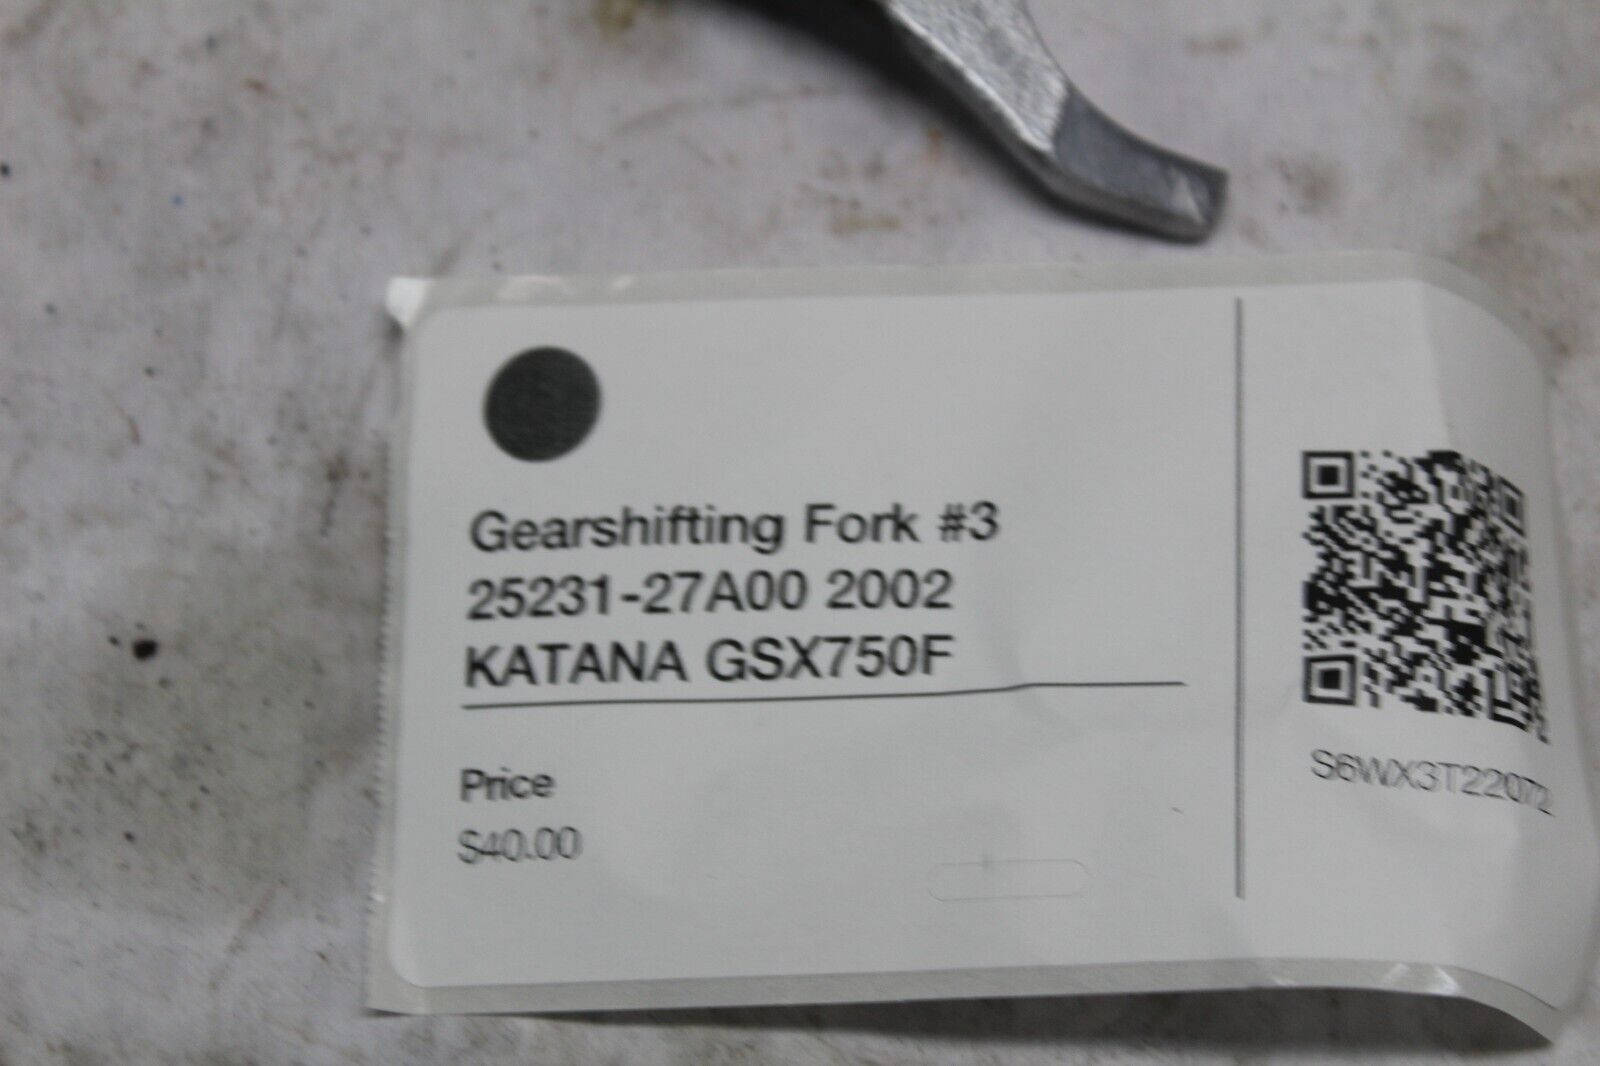 Gearshifting Fork #3
25231-27A00 2002
KATANA GSX750F
Price
$40.00
S6WX3T22072